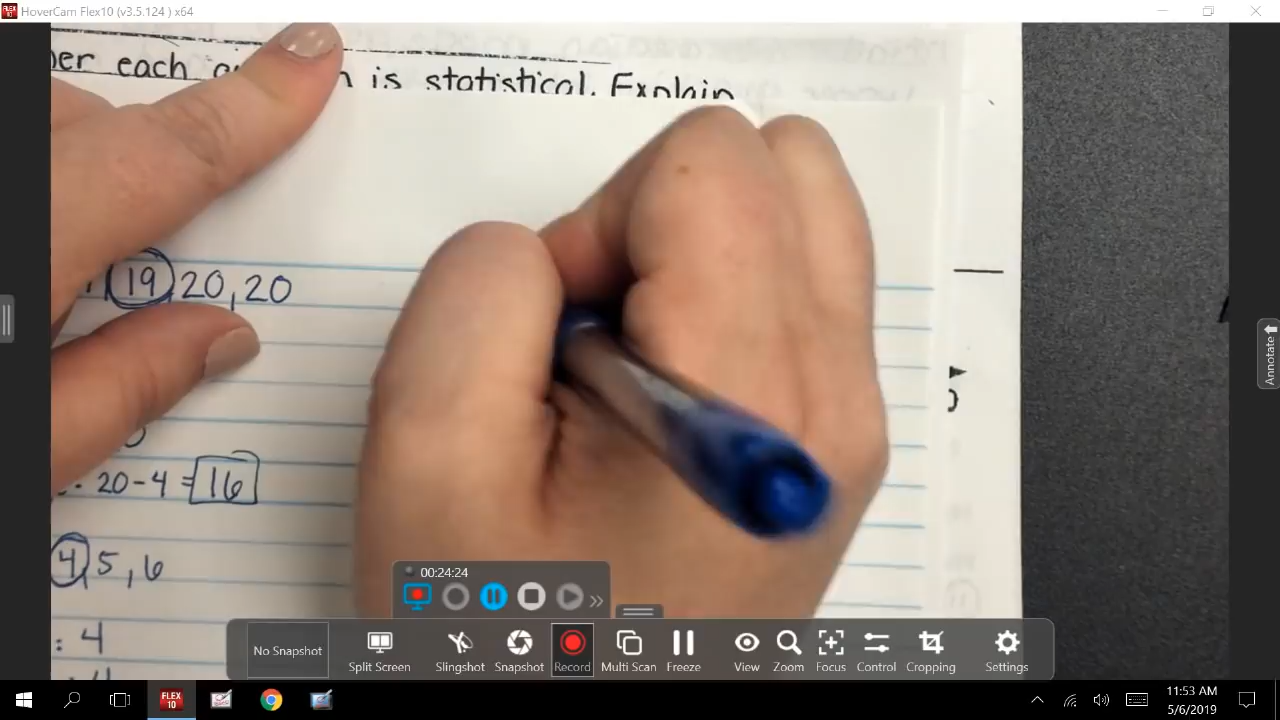 HoverCam Flex10 (v3.5.124 ) x64
each
is statistical. Explain
19 20, 20
20-4 = 16
4, 5, 6
: 4
00:24:24
No Snapshot
Split Screen
Slingshot
Snapshot
Record
Multi Scan
Freeze
View
Zoom
Focus
Control
Cropping
Settings
Annotate
FLEX
10
11:53 AM
5/6/2019